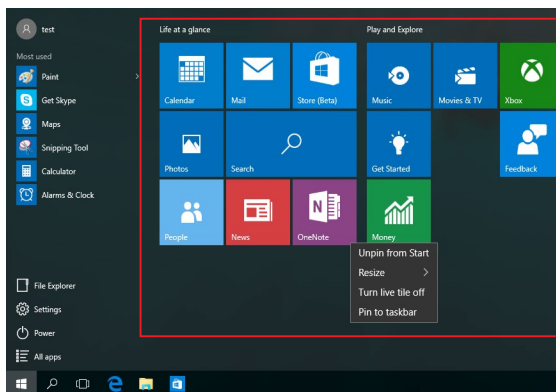 test
Most used
Paint
Get Skype
Maps
Snipping Tool
Calculator
Alarms & Clock
File Explorer
Settings
Power
All apps
Life at a glance
Calendar
Mail
Store (Beta)
Photos
Search
People
News
OneNote
Play and Explore
Music
Movies & TV
Xbox
Get Started
Feedback
Money
Unpin from Start
Resize
Turn live tile off
Pin to taskbar